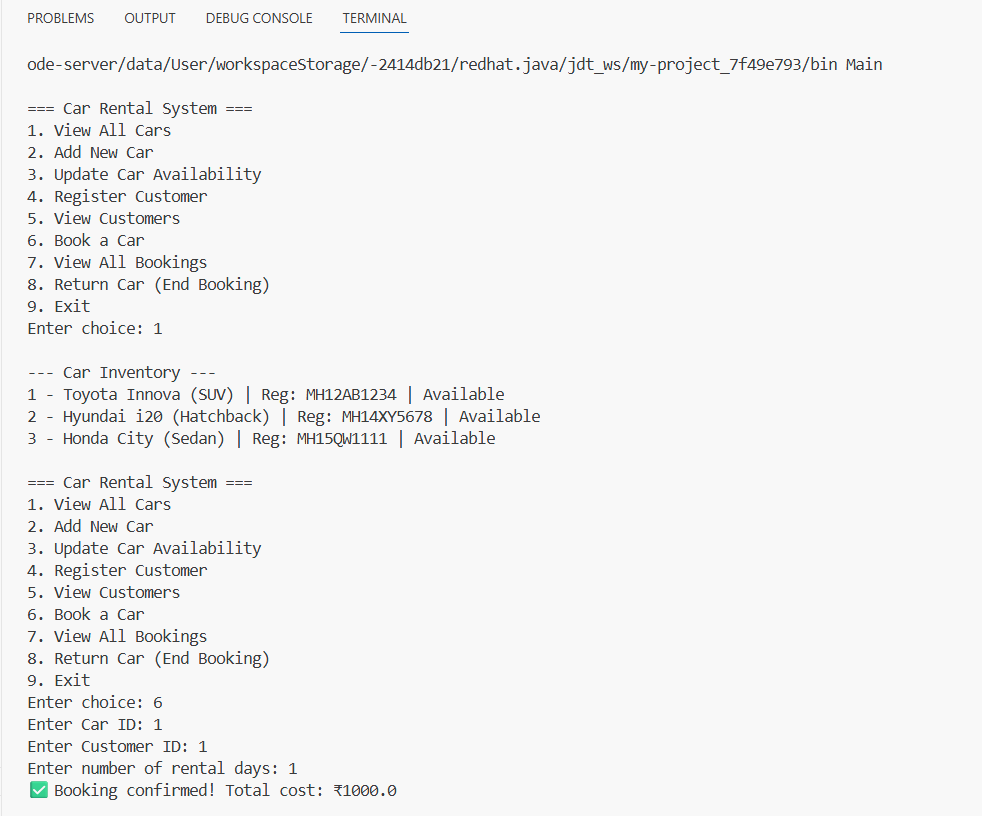 PROBLEMS OUTPUT DEBUG CONSOLE TERMINAL
ode-server/data/User/workspaceStorage/-2414db21/redhat.java/jdt_ws/my-project_7f49e793/bin Main
=== Car Rental System ===
1. View All Cars
2. Add New Car
3. Update Car Availability
4. Register Customer
5. View Customers
6. Book a Car
7. View All Bookings
8. Return Car (End Booking)
9. Exit
Enter choice: 1
--- Car Inventory ---
1 - Toyota Innova (SUV) | Reg: MH12AB1234 | Available
2 - Hyundai i20 (Hatchback) | Reg: MH14XY5678 | Available
3 - Honda City (Sedan) | Reg: MH15QW1111 | Available
=== Car Rental System ===
1. View All Cars
2. Add New Car
3. Update Car Availability
4. Register Customer
5. View Customers
6. Book a Car
7. View All Bookings
8. Return Car (End Booking)
9. Exit
Enter choice: 6
Enter Car ID: 1
Enter Customer ID: 1
Enter number of rental days: 1
✅ Booking confirmed! Total cost: ₹1000.0